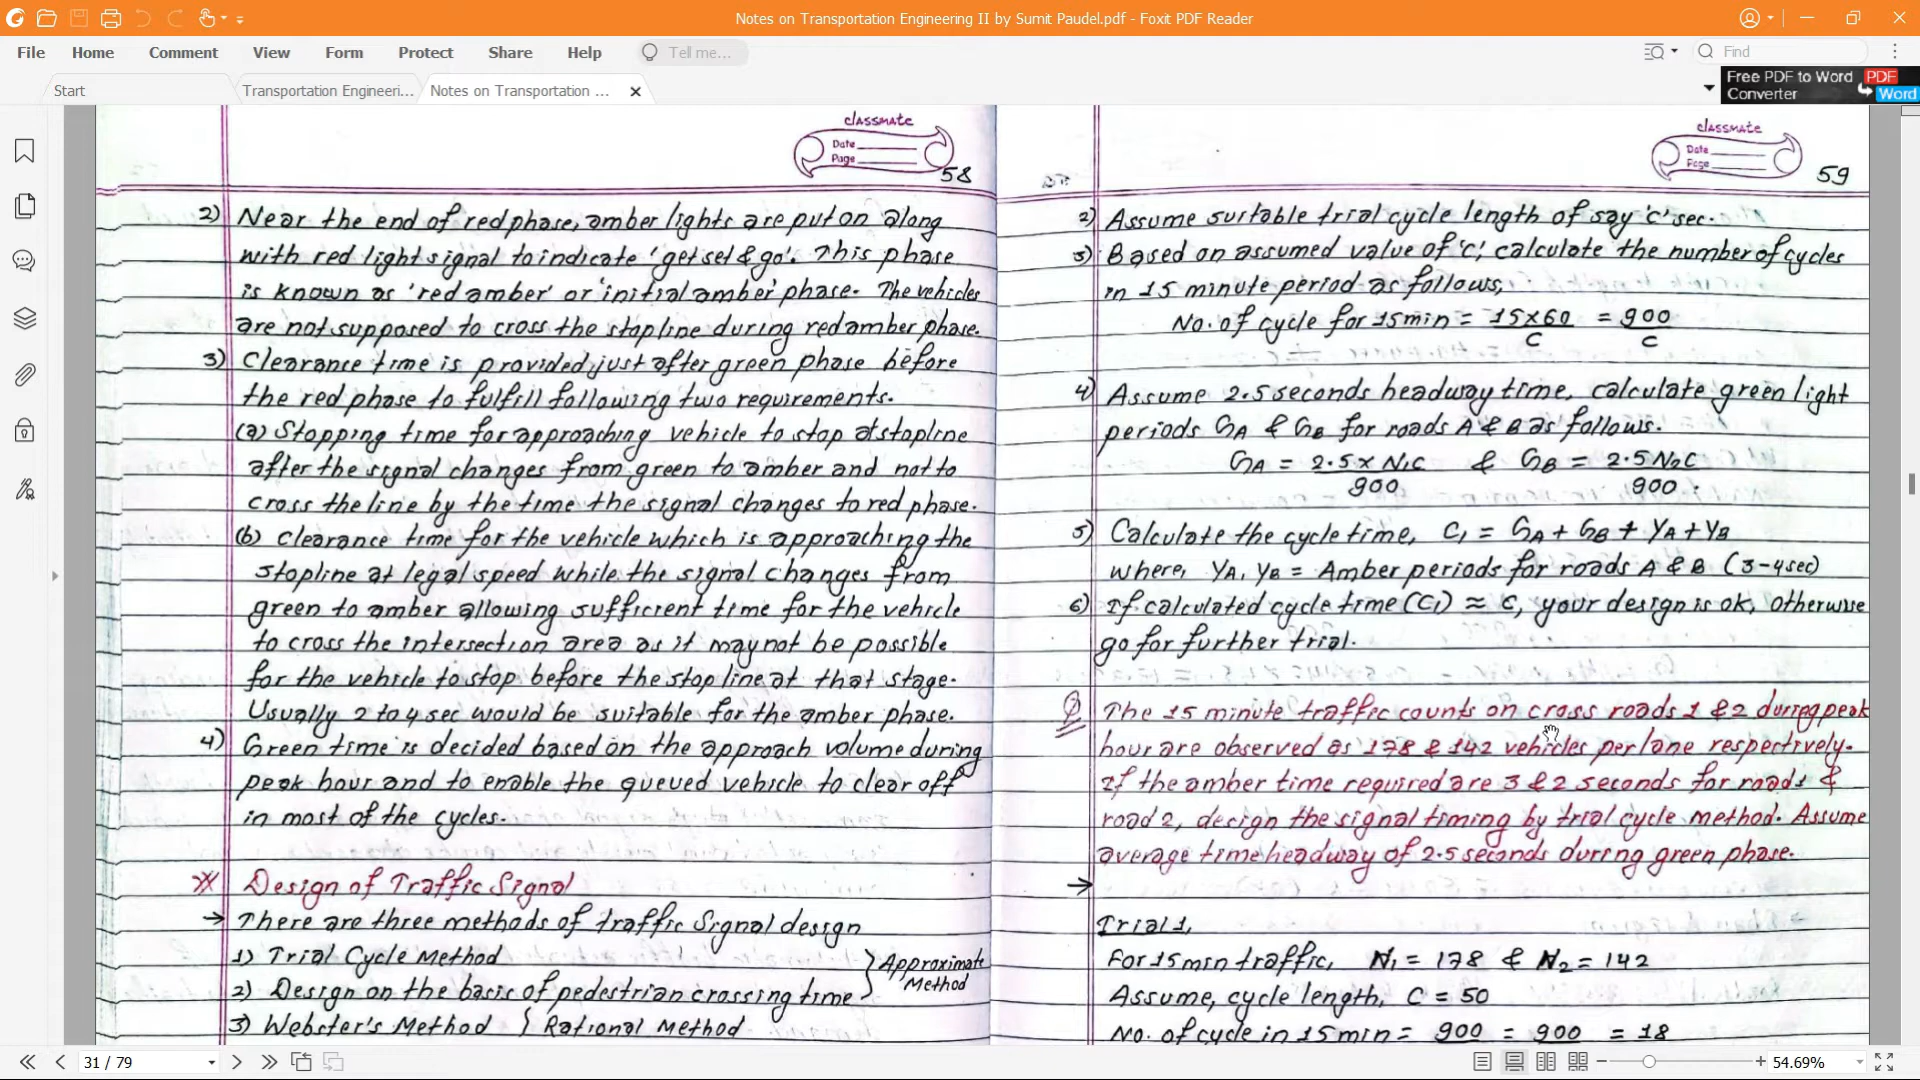 Notes on Transportation Engineering II by Sumit Paudel.pdf - Foxit PDF Reader
File Home Comment View Form Protect Share Help Tell me... Find
Start Transportation Engineeri... Notes on Transportation ...
Free PDF to Word Converter PDF Word
classmate
Date
Page 58
2) Near the end of red phase, amber lights are put on along
with red light signal to indicate 'get set & go'. This phase
is known as 'red amber' or 'initial amber' phase. The vehicles
are not supposed to cross the stop line during red amber phase.
3) Clearance time is provided just after green phase before
the red phase to fulfill following two requirements.
(a) Stopping time for approaching vehicle to stop at stopline
after the signal changes from green to amber and not to
cross the line by the time the signal changes to red phase.
(b) Clearance time for the vehicle which is approaching the
stopline at legal speed while the signal changes from
green to amber allowing sufficient time for the vehicle
to cross the intersection area as it may not be possible
for the vehicle to stop before the stop line at that stage.
Usually 2 to 4 sec would be suitable for the amber phase.
4) Green time is decided based on the approach volume during
peak hour and to enable the queued vehicle to clear off
in most of the cycles.
Design of Traffic Signal
→ There are three methods of traffic signal design
1) Trial Cycle Method
2) Design on the basis of pedestrian crossing time } Approximate Method
3) Webster's Method } Rational Method
classmate
Date
Page 59
2) Assume suitable trial cycle length of say 'c' sec.
3) Based on assumed value of 'c', calculate the number of cycles
in 15 minute period as follows,
No. of cycle for 15 min = 15×60/C = 900/C
4) Assume 2.5 seconds headway time, calculate green light
periods GA & GB for roads A & B as follows.
GA = 2.5 × N1C/900 & GB = 2.5 N2C/900.
5) Calculate the cycle time, C1 = GA + GB + YA + YB
where, YA, YB = Amber periods for roads A & B (3-4 sec)
6) If calculated cycle time (C1) ≈ C, your design is ok, otherwise
go for further trial.
Q The 15 minute traffic counts on cross roads 1 & 2 during peak
hour are observed as 178 & 142 vehicles per lane respectively.
If the amber time required are 3 & 2 seconds for roads &
road 2, design the signal timing by trial cycle method. Assume
average time headway of 2.5 seconds during green phase.
→
Trial 1,
For 15 min traffic, N1 = 178 & N2 = 142
Assume, cycle length, C = 50
No. of cycle in 15 min = 900 = 900 = 18
31 / 79
54.69%